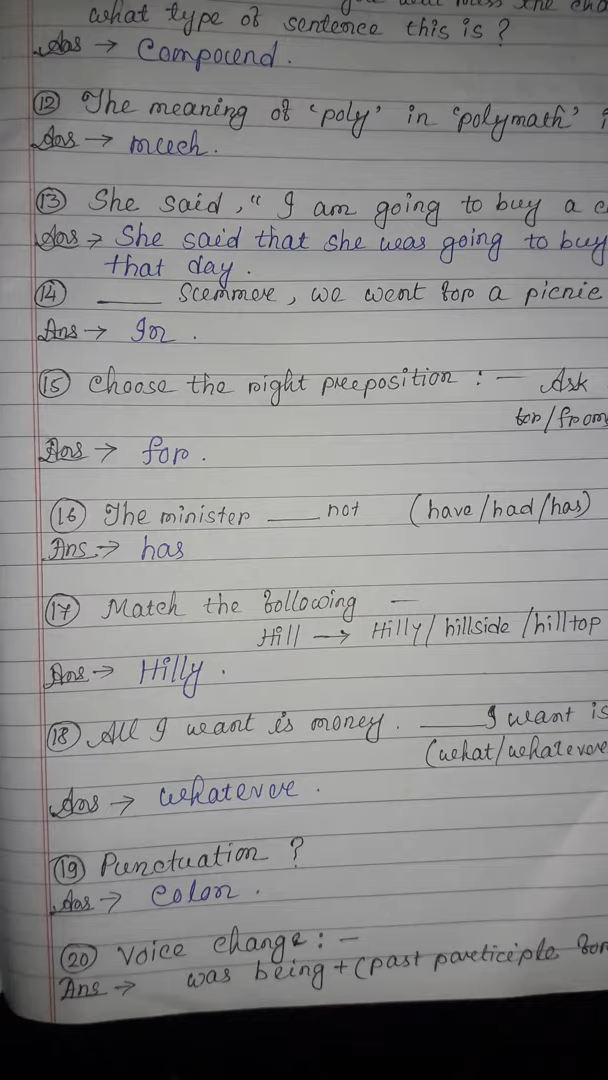 what type of sentence this is ?
Ans → Compound.
⑫ The meaning of 'poly' in 'polymath'
Ans → much.
⑬ She said, " I am going to buy a
Ans → She said that she was going to buy
that day.
⑭ ____ Summer, we went for a picnic
Ans → In.
⑮ Choose the right preposition : — Ask
for/from
Ans → for.
⑯ The minister ____ not (have/had/has)
Ans → has
⑰ Match the following —
Hill → Hilly/ hillside /hilltop
Ans → Hilly.
⑱ All I want is money. ____ I want is
(what/whatever
Ans → whatever.
⑲ Punctuation ?
Ans → Colon.
⑳ Voice change : —
Ans → was being + (past participle for